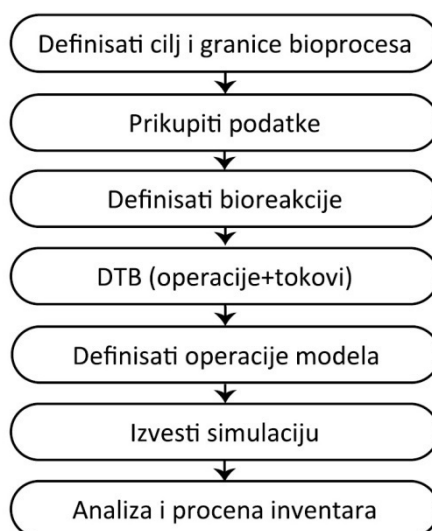 Definisati cilj i granice bioprocesa
Prikupiti podatke
Definisati bioreakcije
DTB (operacije+tokovi)
Definisati operacije modela
Izvesti simulaciju
Analiza i procena inventara